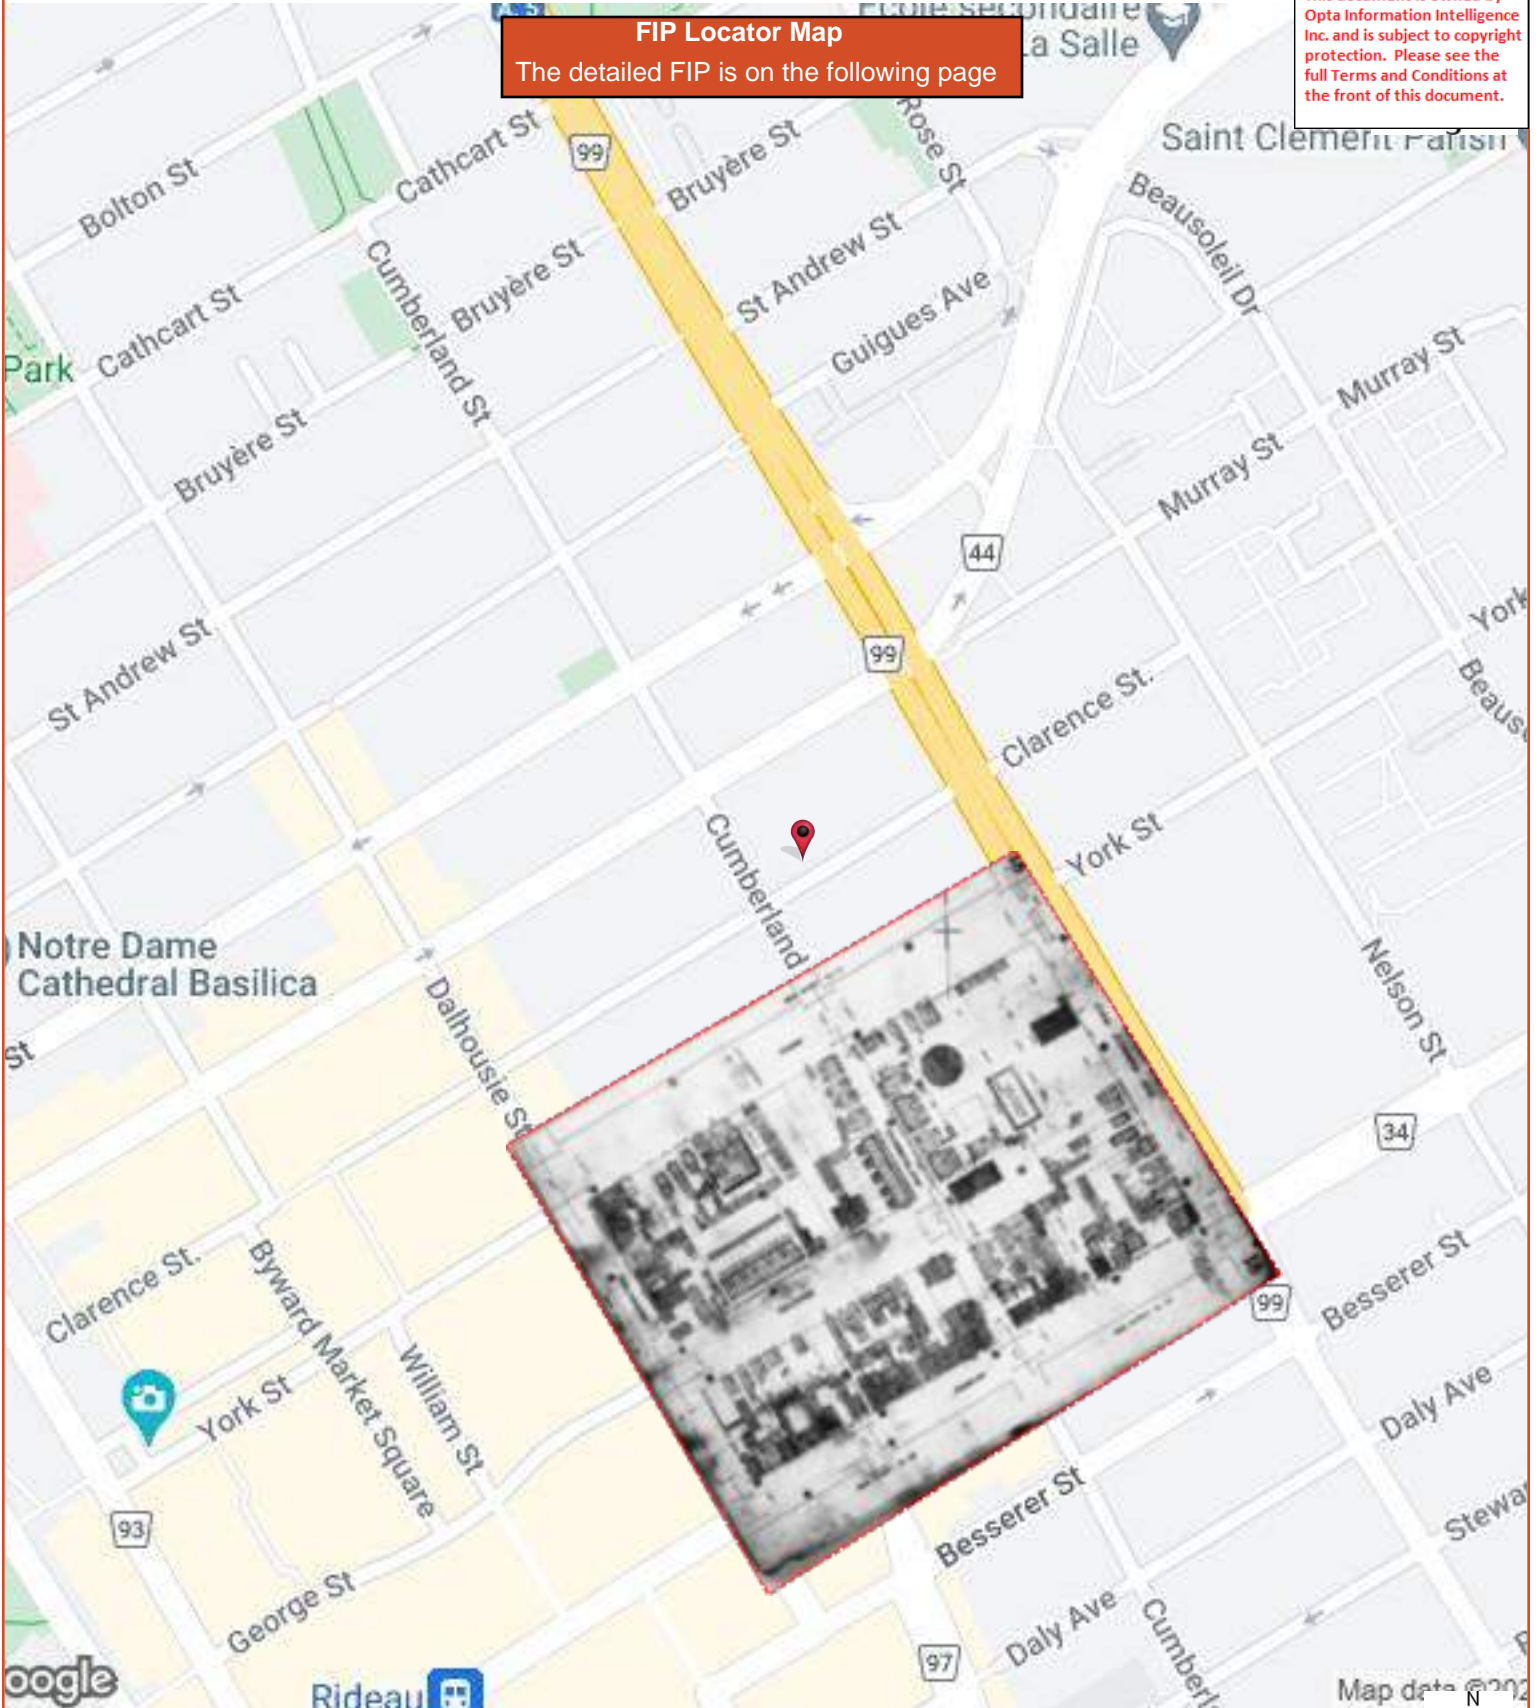 FIP Locator Map
The detailed FIP is on the following page
Opta Information Intelligence
Inc. and is subject to copyright
protection. Please see the
full Terms and Conditions at
the front of this document.
École secondaire
La Salle
Saint Clement Parish
Cathcart St
99
Bruyère St
Rose St
Bolton St
Beausoleil Dr
Cumberland St
Bruyère St
St Andrew St
Guigues Ave
Cathcart St
Park
Murray St
Bruyère St
Murray St
44
York
St Andrew St
99
Clarence St.
Beaus
Cumberland
York St
Notre Dame
Cathedral Basilica
Nelson St
Dalhousie St
St
34
Clarence St.
Byward Market Square
Besserer St
99
William St
York St
Daly Ave
Besserer St
Stewa
93
George St
Daly Ave
Cumberl
97
oogle
Rideau
Map data ©202
N